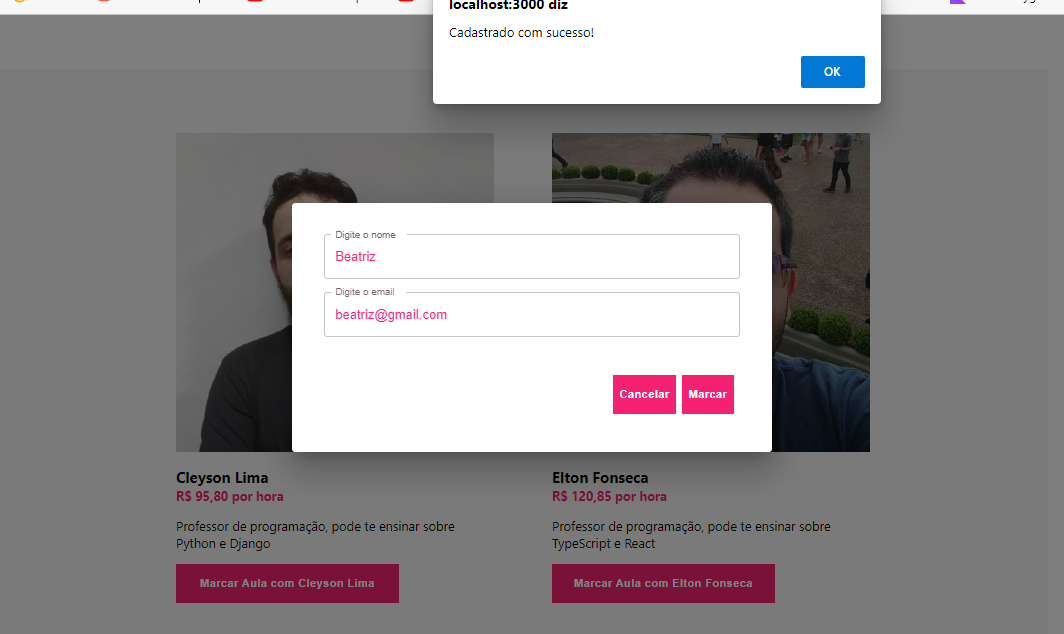 localhost:3000 diz
Cadastrado com sucesso!
OK
Digite o nome
Beatriz
Digite o email
beatriz@gmail.com
Cancelar
Marcar
Cleyson Lima
R$ 95,80 por hora
Professor de programação, pode te ensinar sobre
Python e Django
Marcar Aula com Cleyson Lima
Elton Fonseca
R$ 120,85 por hora
Professor de programação, pode te ensinar sobre
TypeScript e React
Marcar Aula com Elton Fonseca